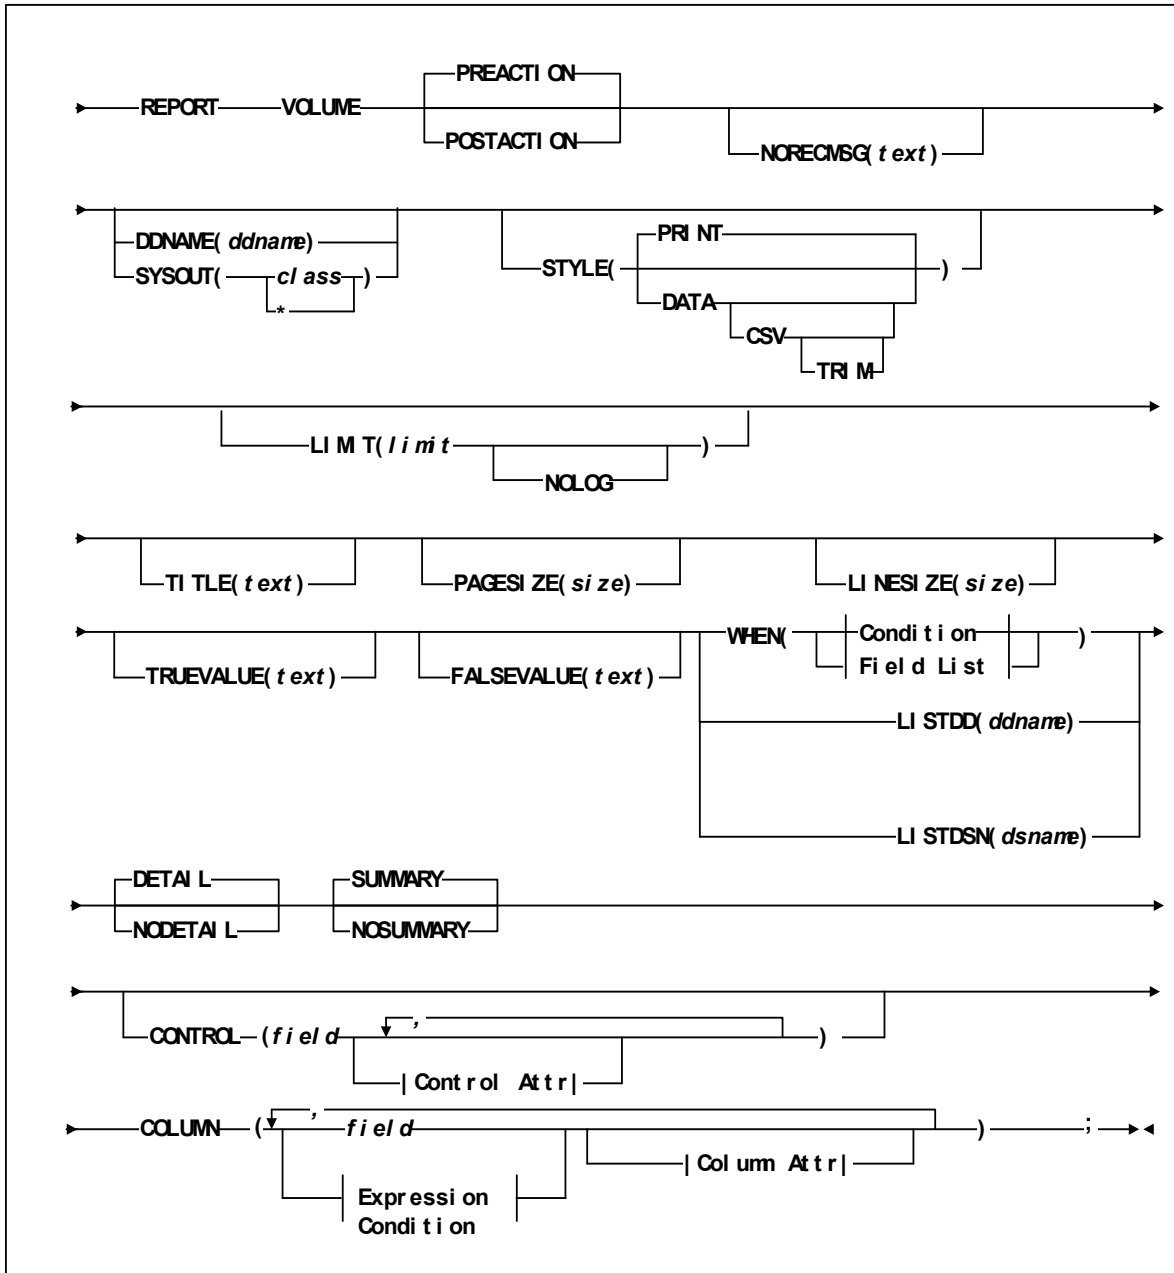 PREACTION
REPORT VOLUME
POSTACTION
NORECMSG(text)
DDNAME(ddname)
SYSOUT( class )
*
STYLE( PRINT )
DATA
CSV
TRIM
LIMIT(limit )
NOLOG
TITLE(text) PAGESIZE(size) LINESIZE(size)
TRUEVALUE(text) FALSEVALUE(text) WHEN( Condition )
Field List
LISTDD(ddname)
LISTDSN(dsname)
DETAIL SUMMARY
NODETAIL NOSUMMARY
,
CONTROL (field )
|Control Attr|
,
COLUMN ( field ) ;
|Column Attr|
Expression
Condition